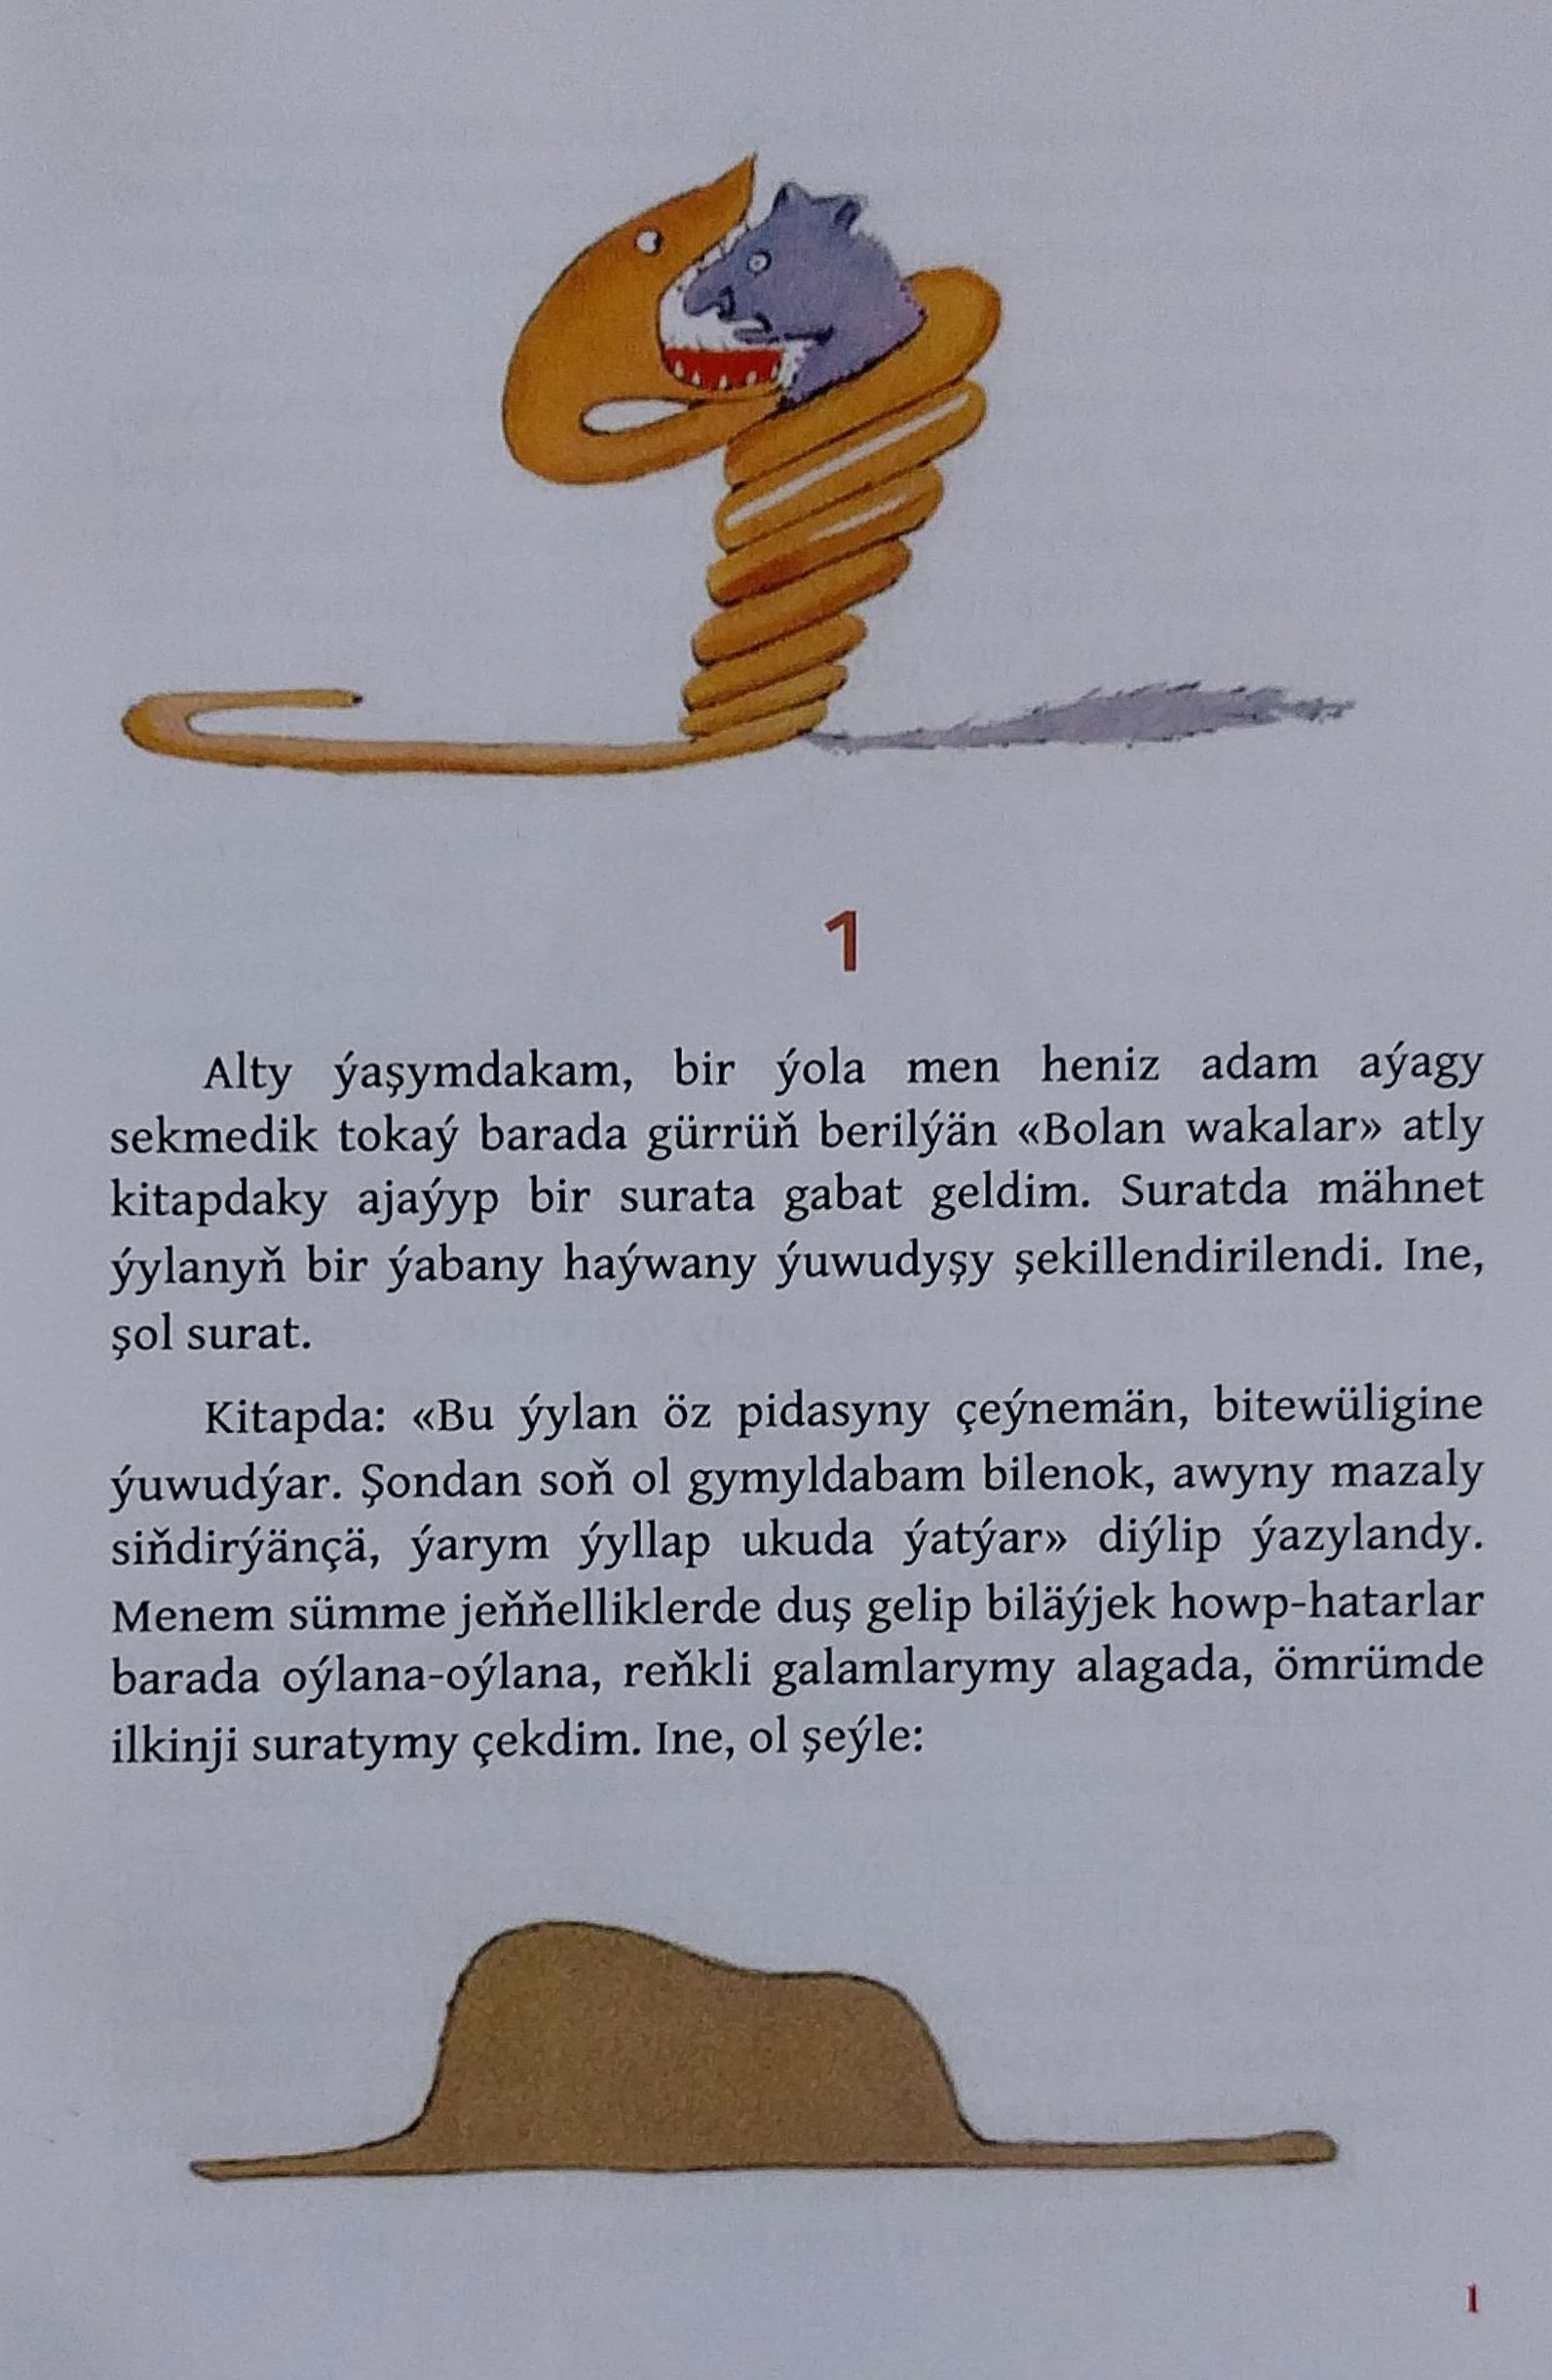 1
Alty ýaşymdakam, bir ýola men heniz adam aýagy
sekmedik tokaý barada gürrüň berilýän «Bolan wakalar» atly
kitapdaky ajaýyp bir surata gabat geldim. Suratda mähnet
ýylanyň bir ýabany haýwany ýuwudyşy şekillendirilendi. Ine,
şol surat.
Kitapda: «Bu ýylan öz pidasyny çeýnemän, bitewüligine
ýuwudýar. Şondan soň ol gymyldabam bilenok, awyny mazaly
siňdirýänçä, ýarym ýyllap ukuda ýatýar» diýlip ýazylandy.
Menem sümme jeňňelliklerde duş gelip biläýjek howp-hatarlar
barada oýlana-oýlana, reňkli galamlarymy alagada, ömrümde
ilkinji suratymy çekdim. Ine, ol şeýle:
1